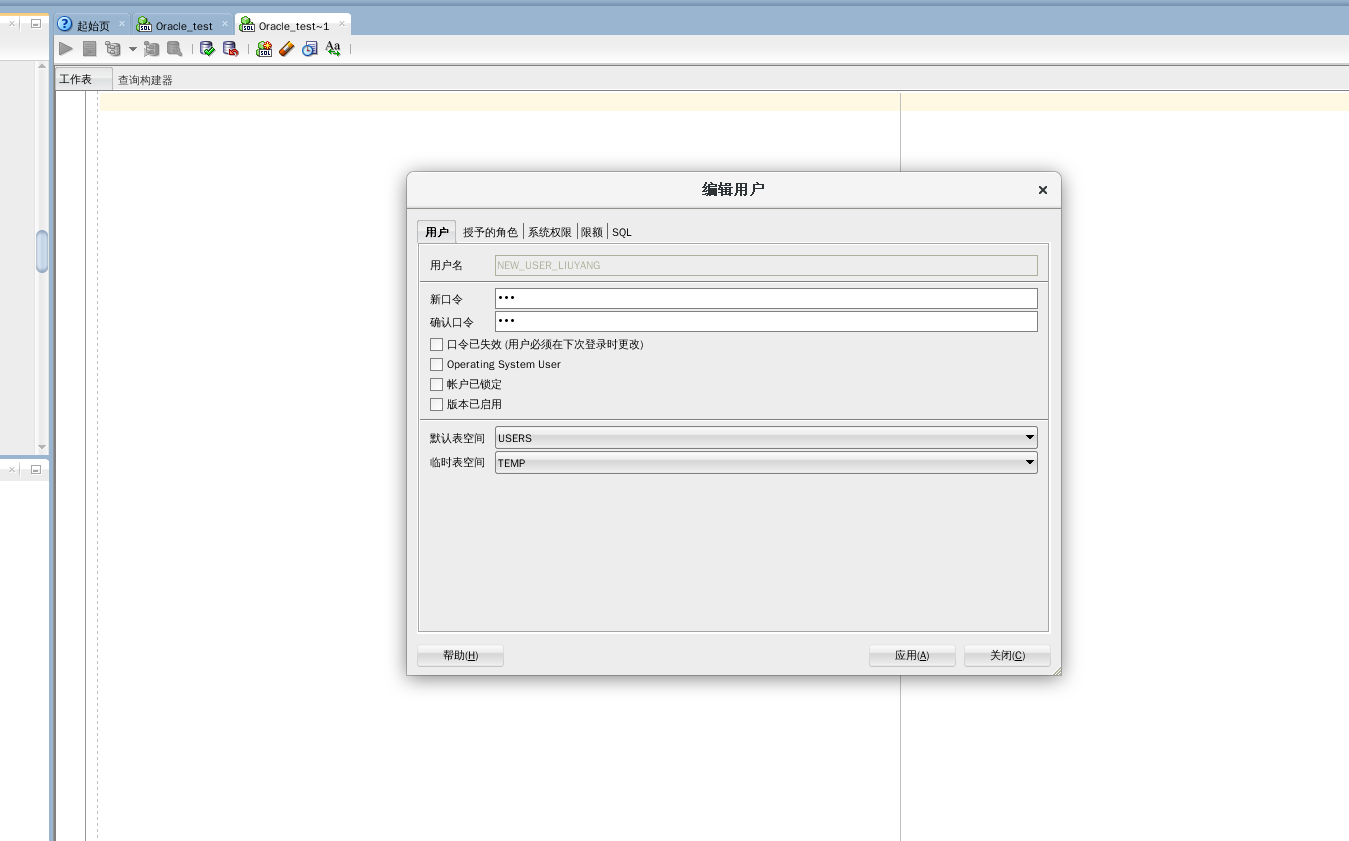 起始页
Oracle_test
Oracle_test~1
工作表
查询构建器
编辑用户
用户
授予的角色
系统权限
限额
SQL
用户名
NEW_USER_LIUYANG
新口令
•••
确认口令
•••
口令已失效 (用户必须在下次登录时更改)
Operating System User
帐户已锁定
版本已启用
默认表空间
USERS
临时表空间
TEMP
帮助(H)
应用(A)
关闭(C)